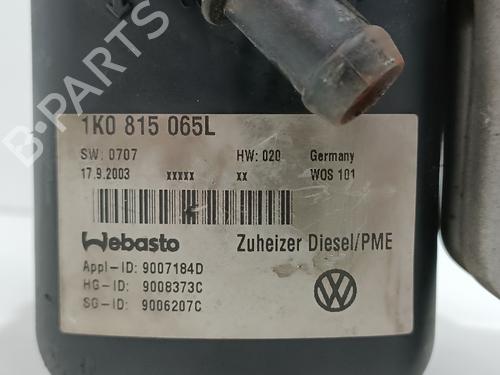 1K0 815 065L
SW: 0707 HW: 020 Germany
17.9.2003 xxxxx xx WOS 101
Webasto Zuheizer Diesel/PME
Appl-ID: 9007184D
HG-ID: 9008373C
SG-ID: 9006207C
B-PARTS